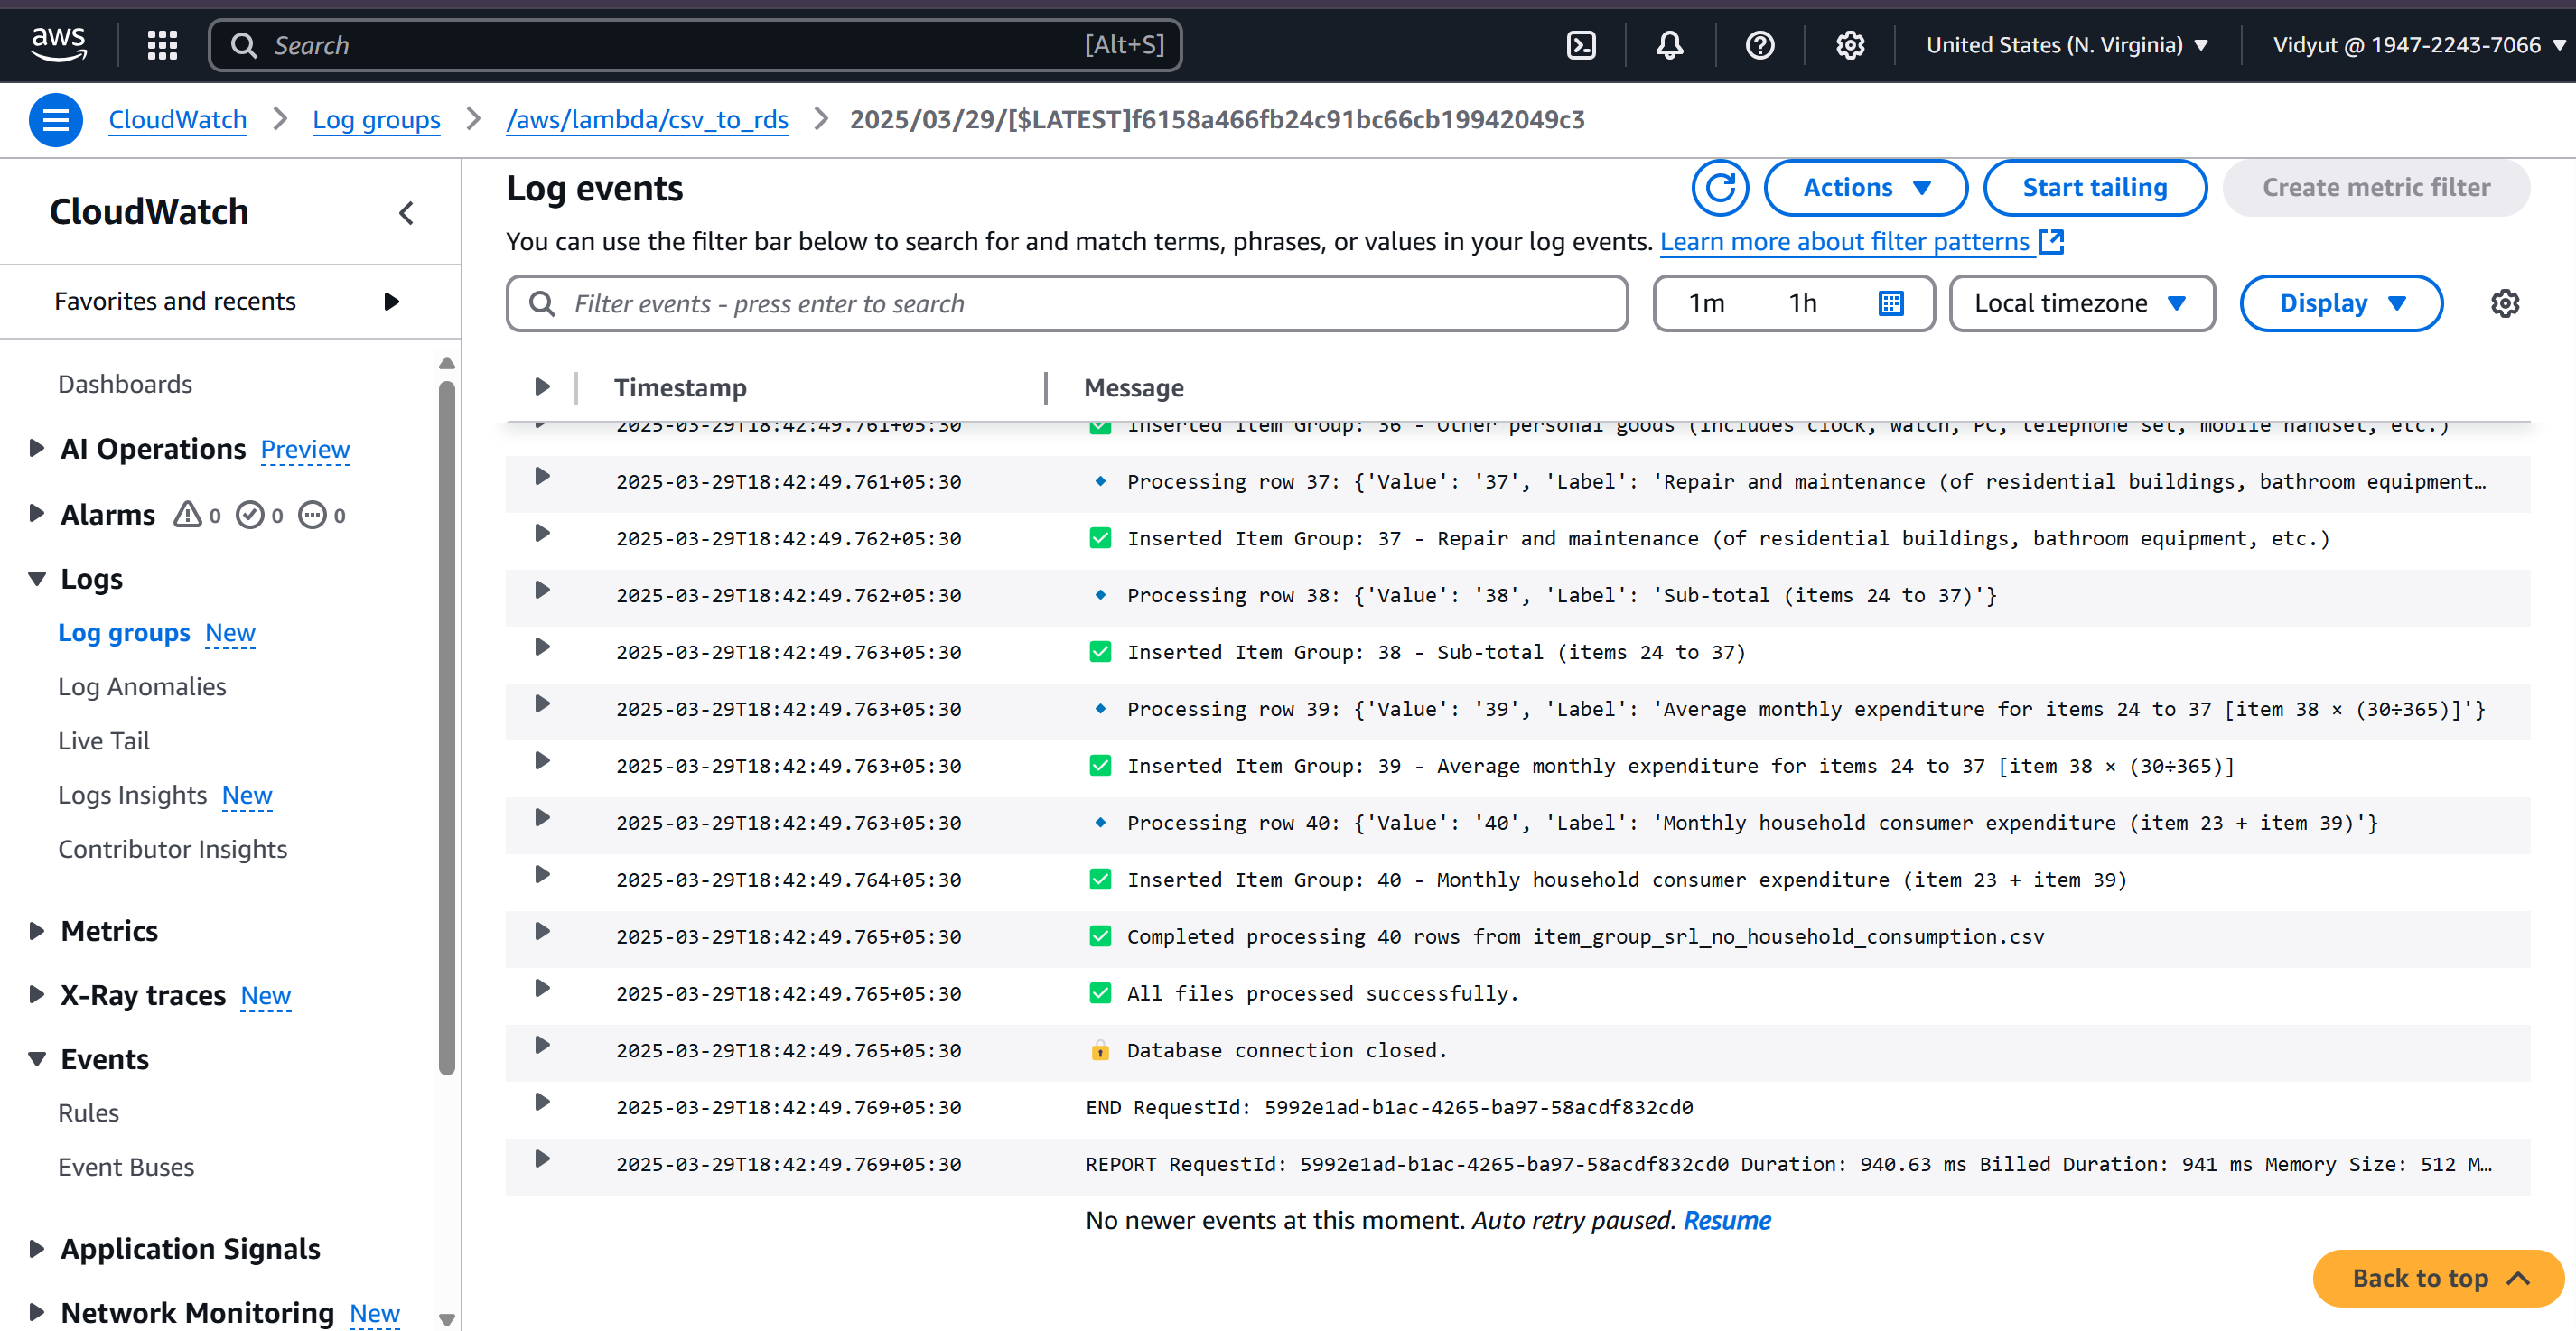 aws
Search [Alt+S]
United States (N. Virginia) Vidyut @ 1947-2243-7066
CloudWatch > Log groups > /aws/lambda/csv_to_rds > 2025/03/29/[$LATEST]f6158a466fb24c91bc66cb19942049c3
CloudWatch
Favorites and recents
Dashboards
AI Operations Preview
Alarms 0 0 0
Logs
Log groups New
Log Anomalies
Live Tail
Logs Insights New
Contributor Insights
Metrics
X-Ray traces New
Events
Rules
Event Buses
Application Signals
Network Monitoring New
Log events
Actions Start tailing Create metric filter
You can use the filter bar below to search for and match terms, phrases, or values in your log events. Learn more about filter patterns
Filter events - press enter to search 1m 1h Local timezone Display
Timestamp Message
2025-03-29T18:42:49.761+05:30 Inserted Item Group: 36 - Other personal goods (includes clock, watch, PC, telephone set, mobile handset, etc.)
2025-03-29T18:42:49.761+05:30 Processing row 37: {'Value': '37', 'Label': 'Repair and maintenance (of residential buildings, bathroom equipment…
2025-03-29T18:42:49.762+05:30 Inserted Item Group: 37 - Repair and maintenance (of residential buildings, bathroom equipment, etc.)
2025-03-29T18:42:49.762+05:30 Processing row 38: {'Value': '38', 'Label': 'Sub-total (items 24 to 37)'}
2025-03-29T18:42:49.763+05:30 Inserted Item Group: 38 - Sub-total (items 24 to 37)
2025-03-29T18:42:49.763+05:30 Processing row 39: {'Value': '39', 'Label': 'Average monthly expenditure for items 24 to 37 [item 38 × (30÷365)]'}
2025-03-29T18:42:49.763+05:30 Inserted Item Group: 39 - Average monthly expenditure for items 24 to 37 [item 38 × (30÷365)]
2025-03-29T18:42:49.763+05:30 Processing row 40: {'Value': '40', 'Label': 'Monthly household consumer expenditure (item 23 + item 39)'}
2025-03-29T18:42:49.764+05:30 Inserted Item Group: 40 - Monthly household consumer expenditure (item 23 + item 39)
2025-03-29T18:42:49.765+05:30 Completed processing 40 rows from item_group_srl_no_household_consumption.csv
2025-03-29T18:42:49.765+05:30 All files processed successfully.
2025-03-29T18:42:49.765+05:30 Database connection closed.
2025-03-29T18:42:49.769+05:30 END RequestId: 5992e1ad-b1ac-4265-ba97-58acdf832cd0
2025-03-29T18:42:49.769+05:30 REPORT RequestId: 5992e1ad-b1ac-4265-ba97-58acdf832cd0 Duration: 940.63 ms Billed Duration: 941 ms Memory Size: 512 M…
No newer events at this moment. Auto retry paused. Resume
Back to top